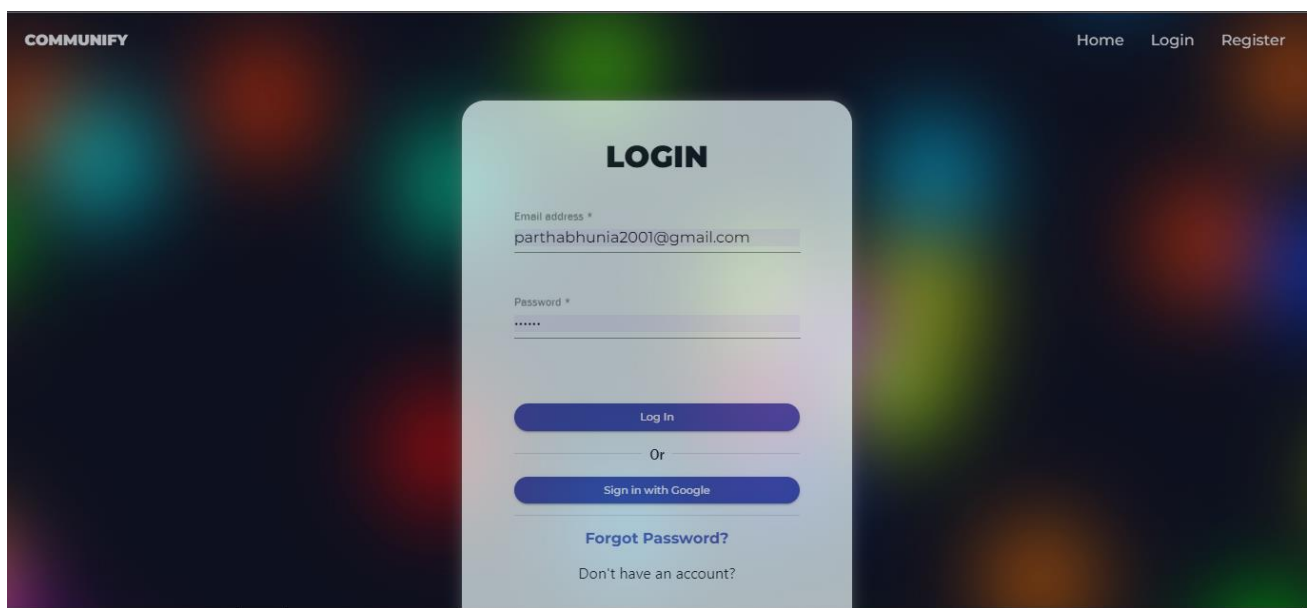 COMMUNIFY
Home Login Register
LOGIN
Email address *
parthabhunia2001@gmail.com
Password *
••••••
Log In
Or
Sign in with Google
Forgot Password?
Don't have an account?